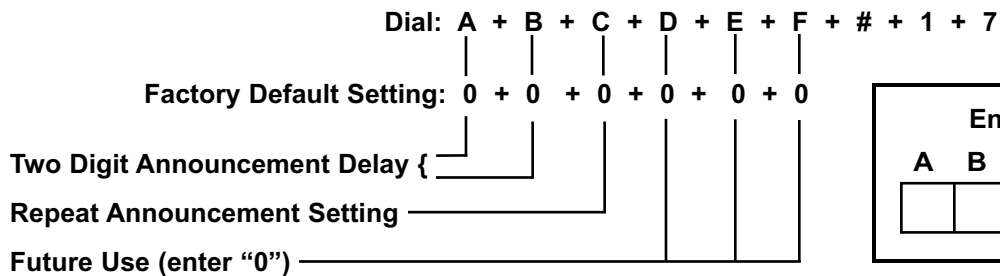 Dial: A + B + C + D + E + F + # + 1 + 7
Factory Default Setting: 0 + 0 + 0 + 0 + 0 + 0
Two Digit Announcement Delay {
Repeat Announcement Setting
Future Use (enter “0”)
En
A B